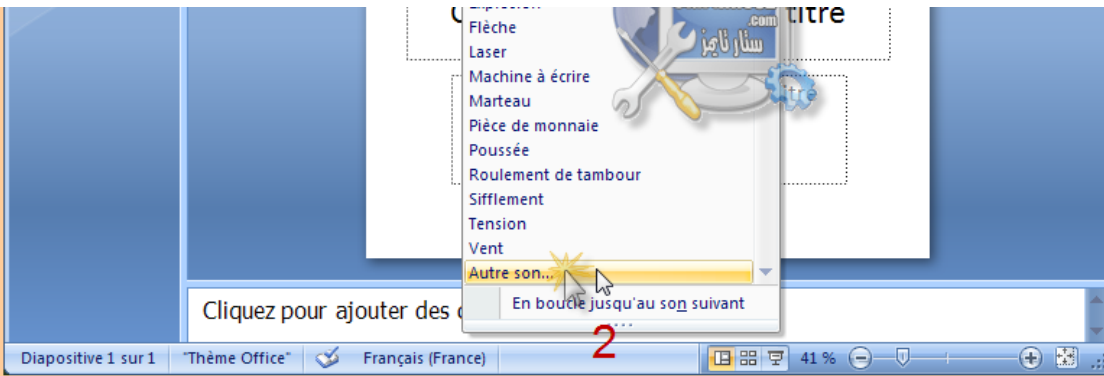 titre
.com
ستار تايمز
Flèche
Laser
Machine à écrire
Marteau
Pièce de monnaie
Poussée
Roulement de tambour
Sifflement
Tension
Vent
Autre son...
En boucle jusqu'au son suivant
Cliquez pour ajouter des
2
Diapositive 1 sur 1 "Thème Office" Français (France) 41 %